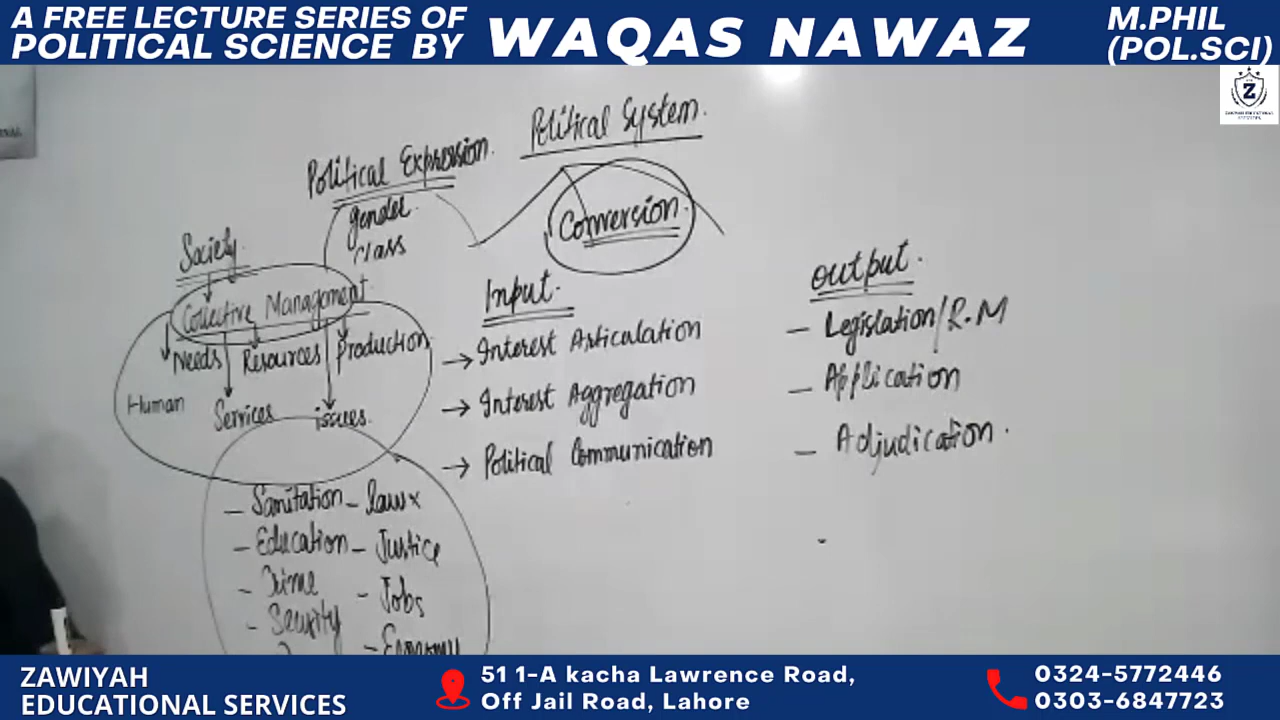 A FREE LECTURE SERIES OF
POLITICAL SCIENCE BY
WAQAS NAWAZ
M.PHIL
(POL.SCI)
Z
Political System.
Political Expression.
Conversion.
gender.
class
Society
Collective Management.
Needs Resources Production
Human Services issues.
Input.
→ Interest Articulation
→ Interest Aggregation
→ Political Communication
output.
- Legislation/R.M
- Application
- Adjudication.
- Sanitation - law x
- Education - Justice
- Crime - Jobs
- Security - Economy
ZAWIYAH
EDUCATIONAL SERVICES
51 1-A kacha Lawrence Road,
Off Jail Road, Lahore
0324-5772446
0303-6847723